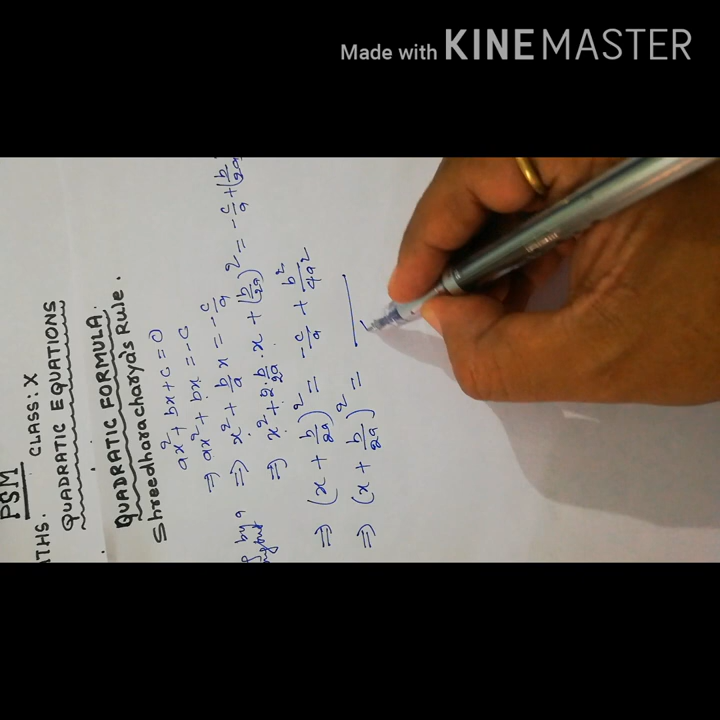 Made with KINEMASTER
PSM
THS. CLASS: X
QUADRATIC EQUATIONS
QUADRATIC FORMULA.
Shreedharacharya's Rule.
ax² + bx + c = 0
⇒ ax² + bx = -c
by a ⇒ x² + b/a x = -c/a
⇒ x² + 2·b/2a·x + (b/2a)² = -c/a + (b/2a
⇒ (x + b/2a)² = -c/a + b²/4a²
⇒ (x + b/2a)² =